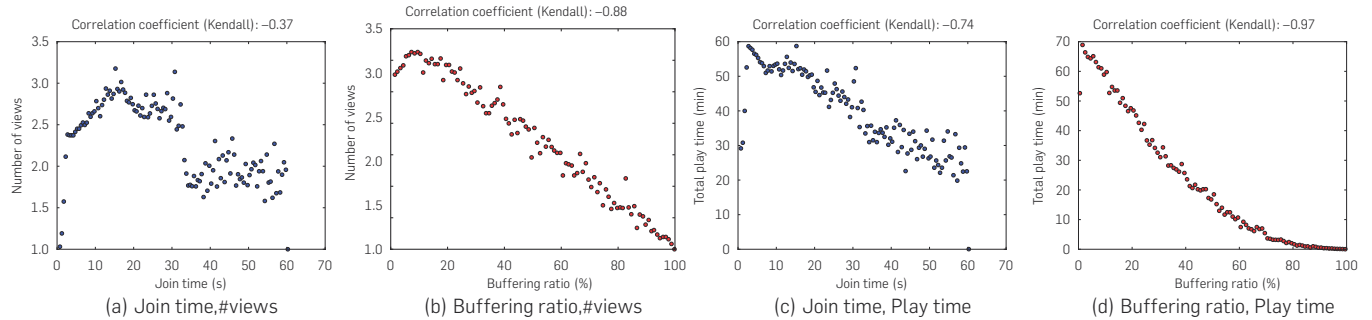 Correlation coefficient (Kendall): –0.37
3.5
3.0
2.5
2.0
1.5
1.0
Number of views
0 10 20 30 40 50 60 70
Join time (s)
(a) Join time,#views
Correlation coefficient (Kendall): –0.88
3.5
3.0
2.5
3.0
1.5
1.0
Number of views
0 20 40 60 80 100
Buffering ratio (%)
(b) Buffering ratio,#views
Correlation coefficient (Kendall): –0.74
60
50
40
30
20
10
0
Total play time (min)
0 10 20 30 40 50 60 70
Join time (s)
(c) Join time, Play time
Correlation coefficient (Kendall): –0.97
70
60
50
40
30
20
10
0
Total play time (min)
0 20 40 60 80 100
Buffering ratio (%)
(d) Buffering ratio, Play time